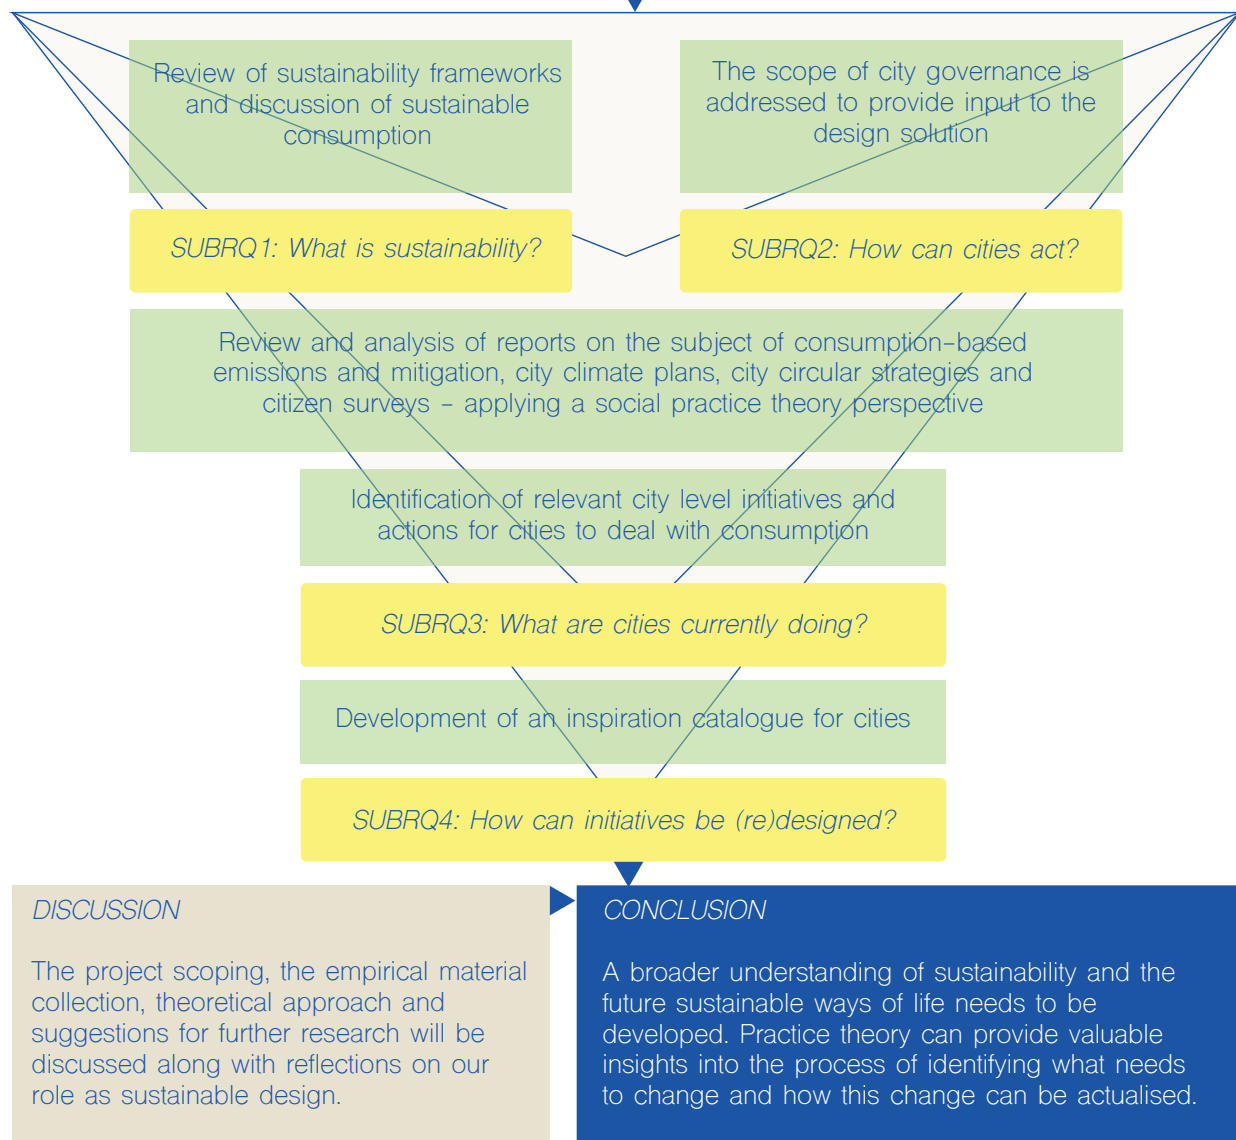 Review of sustainability frameworks
and discussion of sustainable
consumption
The scope of city governance is
addressed to provide input to the
design solution
SUBRQ1: What is sustainability?
SUBRQ2: How can cities act?
Review and analysis of reports on the subject of consumption-based
emissions and mitigation, city climate plans, city circular strategies and
citizen surveys - applying a social practice theory perspective
Identification of relevant city level initiatives and
actions for cities to deal with consumption
SUBRQ3: What are cities currently doing?
Development of an inspiration catalogue for cities
SUBRQ4: How can initiatives be (re)designed?
DISCUSSION
The project scoping, the empirical material
collection, theoretical approach and
suggestions for further research will be
discussed along with reflections on our
role as sustainable design.
CONCLUSION
A broader understanding of sustainability and the
future sustainable ways of life needs to be
developed. Practice theory can provide valuable
insights into the process of identifying what needs
to change and how this change can be actualised.